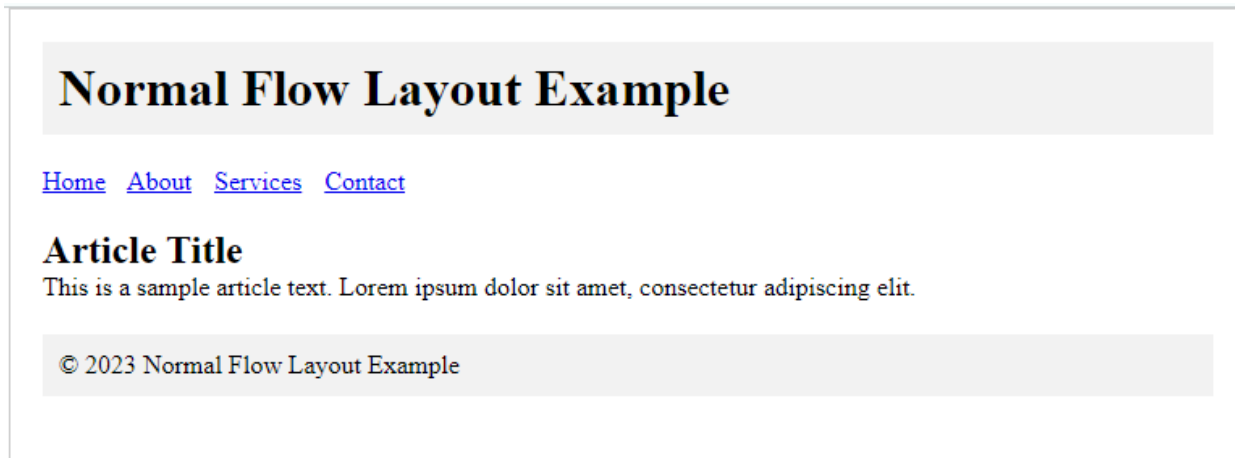 Normal Flow Layout Example
Home About Services Contact
Article Title
This is a sample article text. Lorem ipsum dolor sit amet, consectetur adipiscing elit.
© 2023 Normal Flow Layout Example